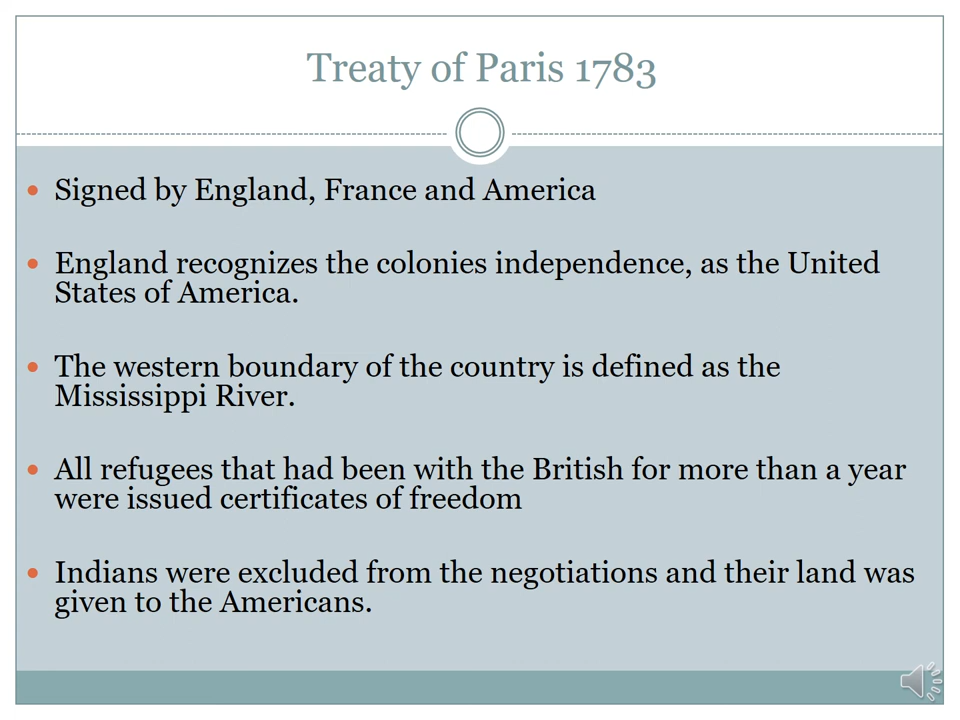 Treaty of Paris 1783
Signed by England, France and America
England recognizes the colonies independence, as the United
States of America.
The western boundary of the country is defined as the
Mississippi River.
All refugees that had been with the British for more than a year
were issued certificates of freedom
Indians were excluded from the negotiations and their land was
given to the Americans.